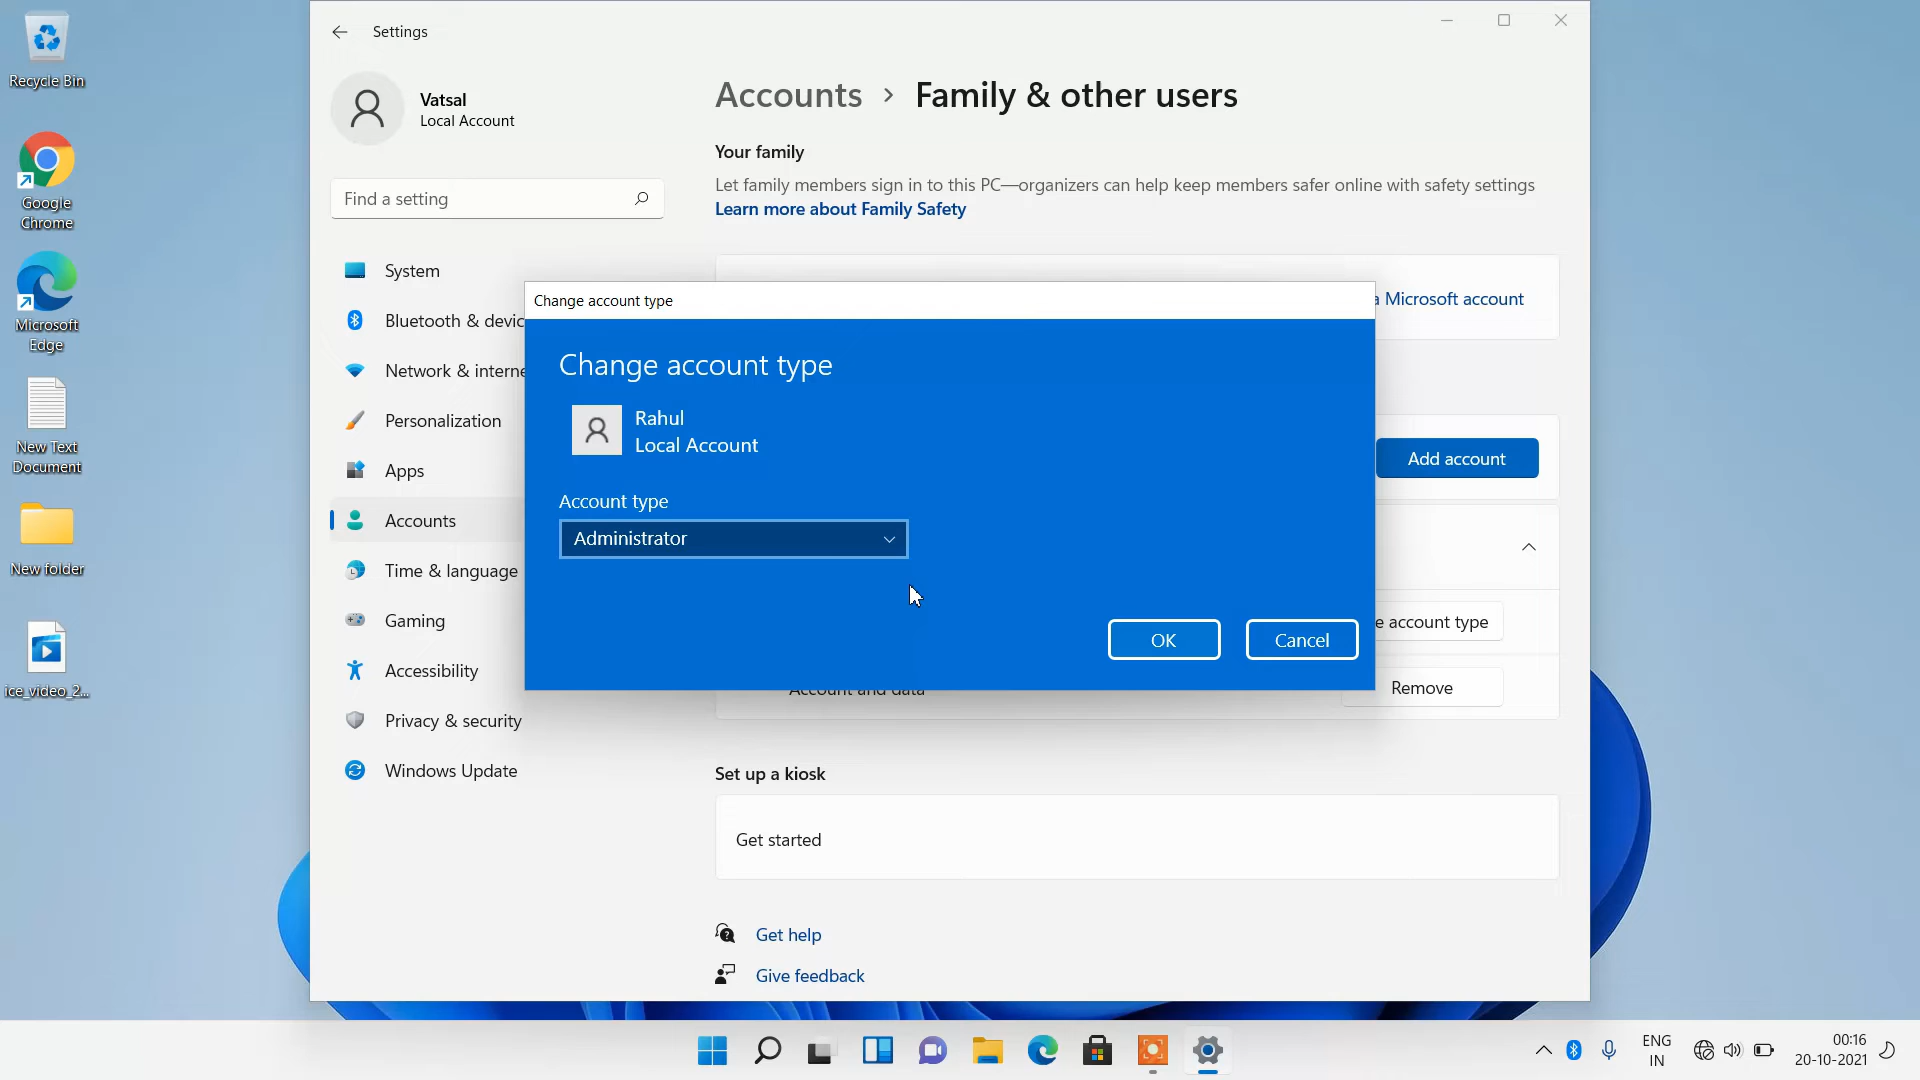 Recycle Bin
Google
Chrome
Microsoft
Edge
New Text
Document
New folder
ice_video_2...
Settings
Vatsal
Local Account
Find a setting
System
Bluetooth & devic
Network & interne
Personalization
Apps
Accounts
Time & language
Gaming
Accessibility
Privacy & security
Windows Update
Accounts > Family & other users
Your family
Let family members sign in to this PC—organizers can help keep members safer online with safety settings
Learn more about Family Safety
a Microsoft account
Add account
Change account type
Change account type
Rahul
Local Account
Account type
Administrator
OK
Cancel
e account type
Account and data
Remove
Set up a kiosk
Get started
Get help
Give feedback
ENG
IN
00:16
20-10-2021